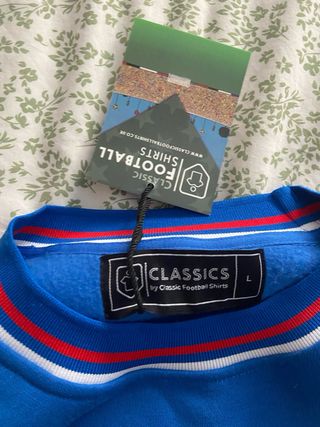 CLASSIC
FOOTBALL
SHIRTS
WWW.CLASSICFOOTBALLSHIRTS.CO.UK
CLASSICS
by Classic Football Shirts
L